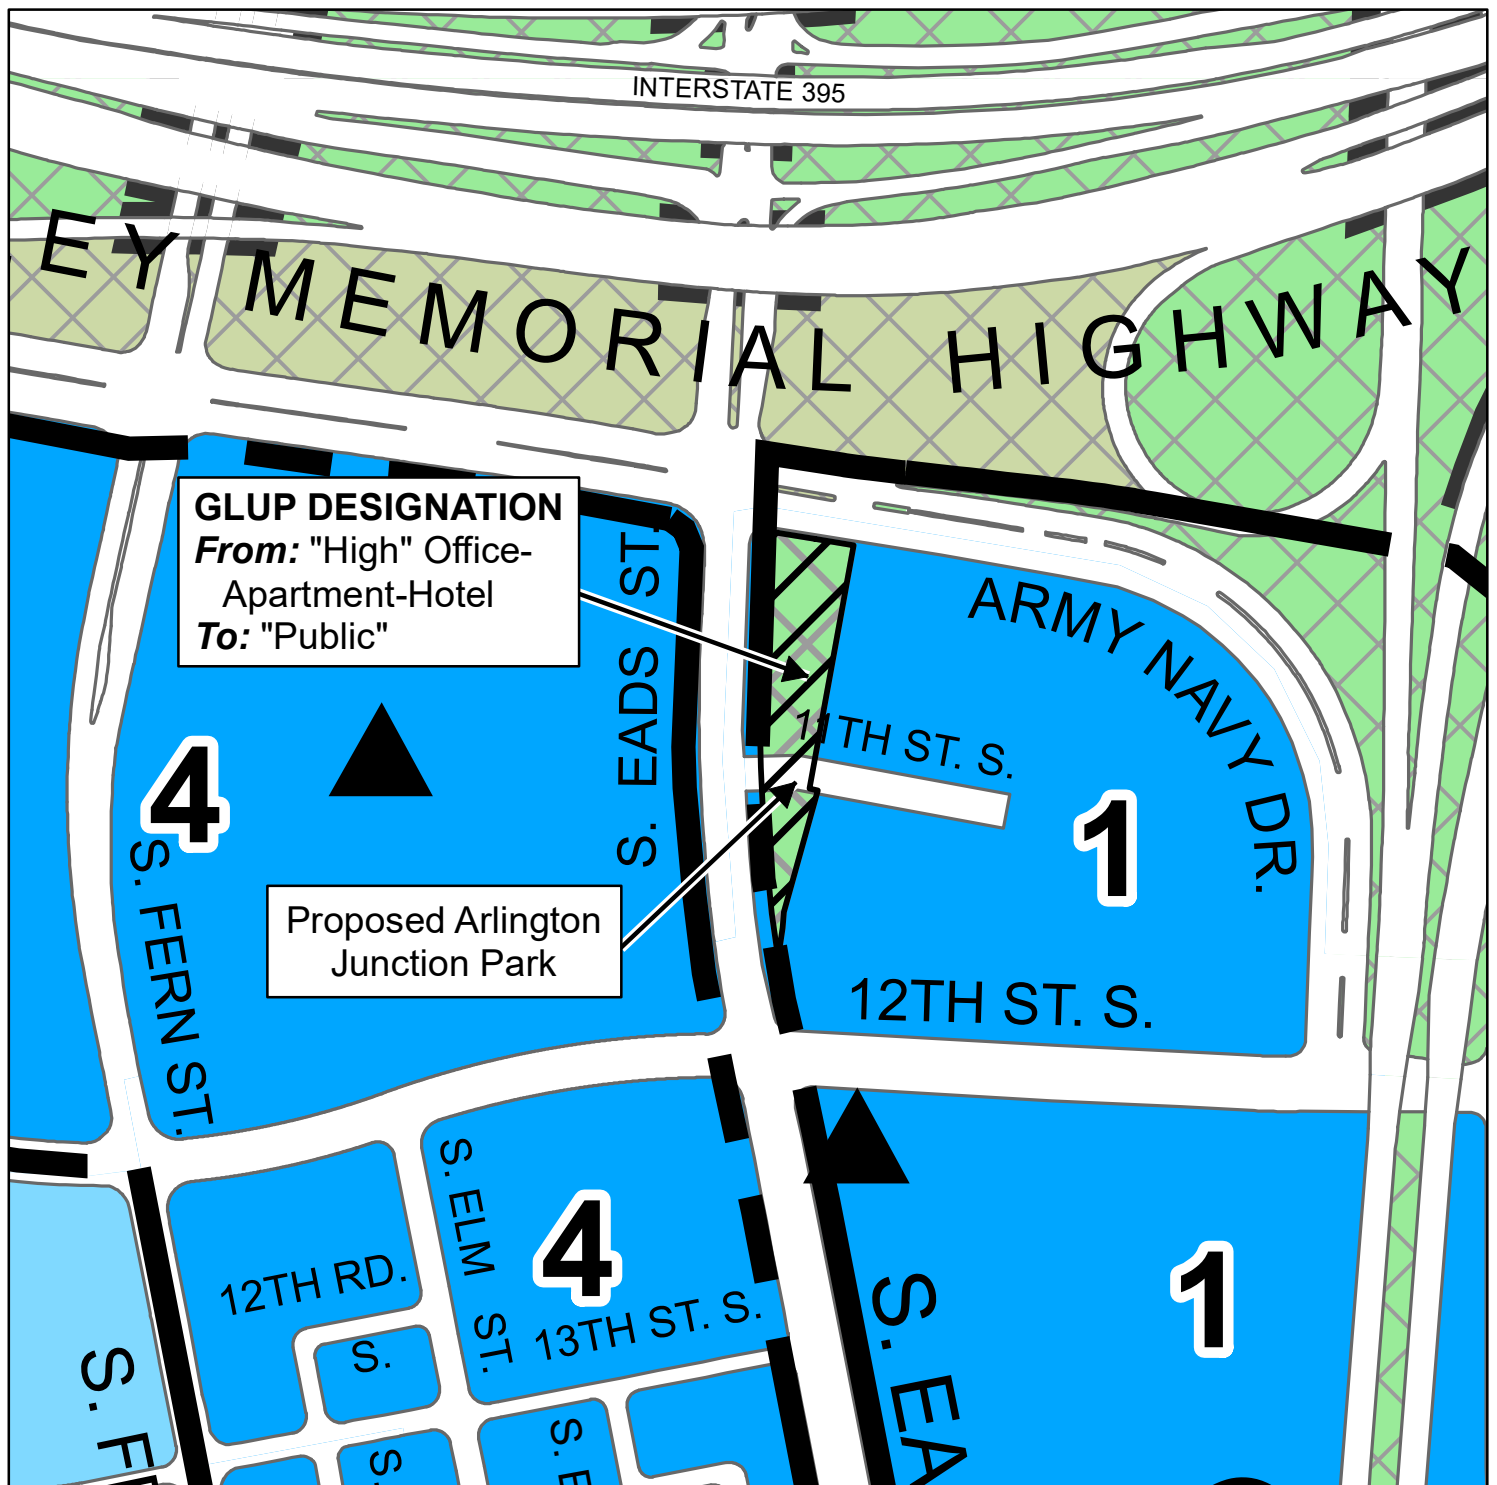 INTERSTATE 395
EY MEMORIAL HIGHWAY
GLUP DESIGNATION
From: "High" Office-
Apartment-Hotel
To: "Public"
S. EADS ST.
ARMY NAVY DR.
11TH ST. S.
4
1
S. FERN ST.
Proposed Arlington
Junction Park
12TH ST. S.
S. ELM ST.
4
1
12TH RD.
S.
13TH ST. S.
S. EA
S. F
S.
S. E